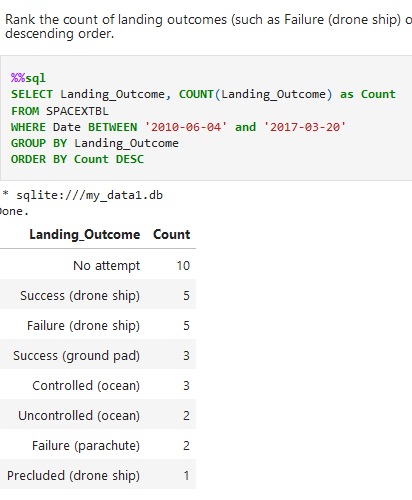 Rank the count of landing outcomes (such as Failure (drone ship)
descending order.
%%sql
SELECT Landing_Outcome, COUNT(Landing_Outcome) as Count
FROM SPACEXTBL
WHERE Date BETWEEN '2010-06-04' and '2017-03-20'
GROUP BY Landing_Outcome
ORDER BY Count DESC
* sqlite:///my_data1.db
one.
Landing_Outcome Count
No attempt 10
Success (drone ship) 5
Failure (drone ship) 5
Success (ground pad) 3
Controlled (ocean) 3
Uncontrolled (ocean) 2
Failure (parachute) 2
Precluded (drone ship) 1